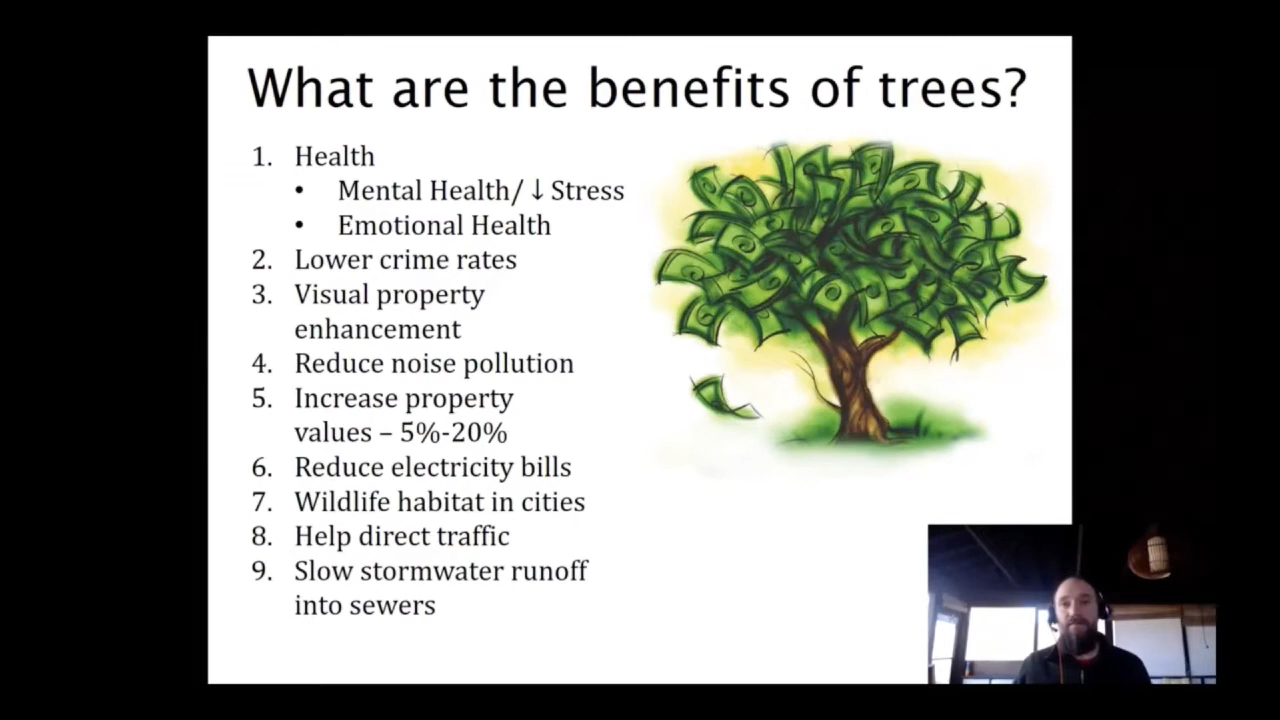 What are the benefits of trees?
1. Health
• Mental Health/ ↓ Stress
• Emotional Health
2. Lower crime rates
3. Visual property
enhancement
4. Reduce noise pollution
5. Increase property
values – 5%-20%
6. Reduce electricity bills
7. Wildlife habitat in cities
8. Help direct traffic
9. Slow stormwater runoff
into sewers